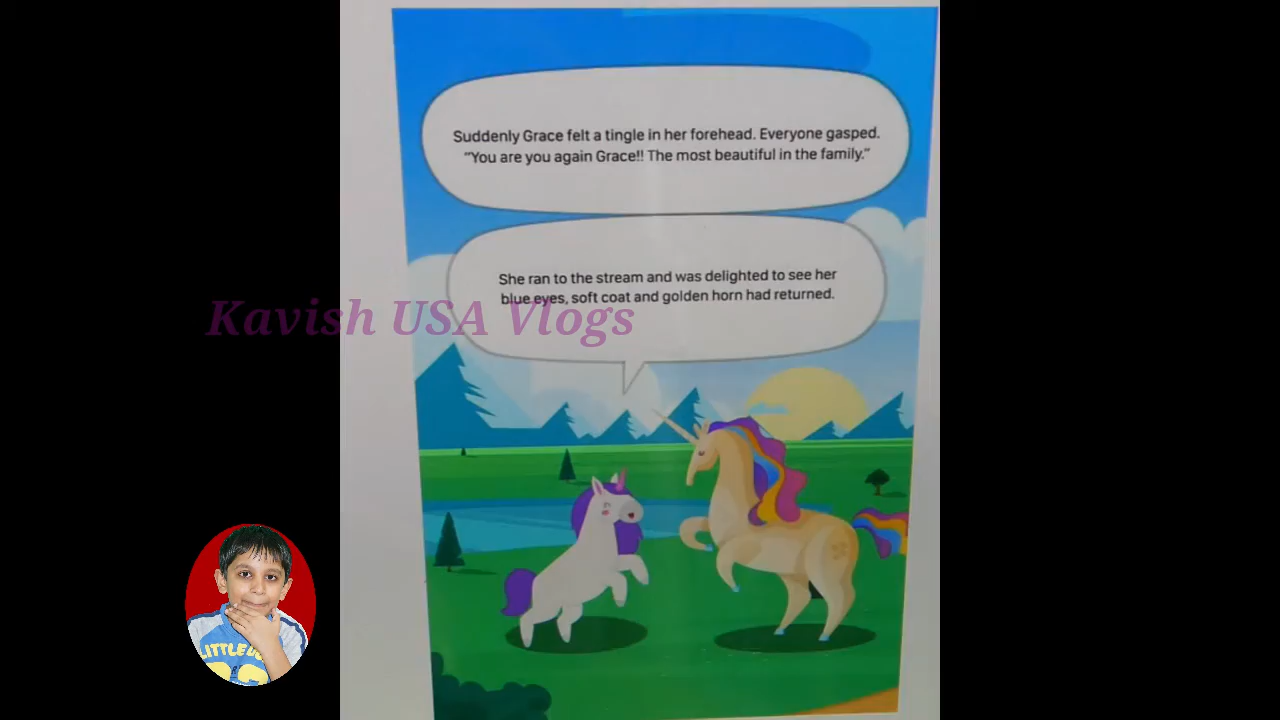 Suddenly Grace felt a tingle in her forehead. Everyone gasped.
“You are you again Grace!! The most beautiful in the family.”
She ran to the stream and was delighted to see her
blue eyes, soft coat and golden horn had returned.
Kavish USA Vlogs